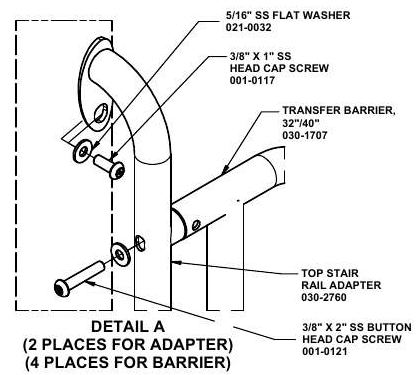 5/16" SS FLAT WASHER
021-0032
3/8" X 1" SS
HEAD CAP SCREW
001-0117
TRANSFER BARRIER,
32"/40"
030-1707
TOP STAIR
RAIL ADAPTER
030-2760
DETAIL A
(2 PLACES FOR ADAPTER)
(4 PLACES FOR BARRIER)
3/8" X 2" SS BUTTON
HEAD CAP SCREW
001-0121